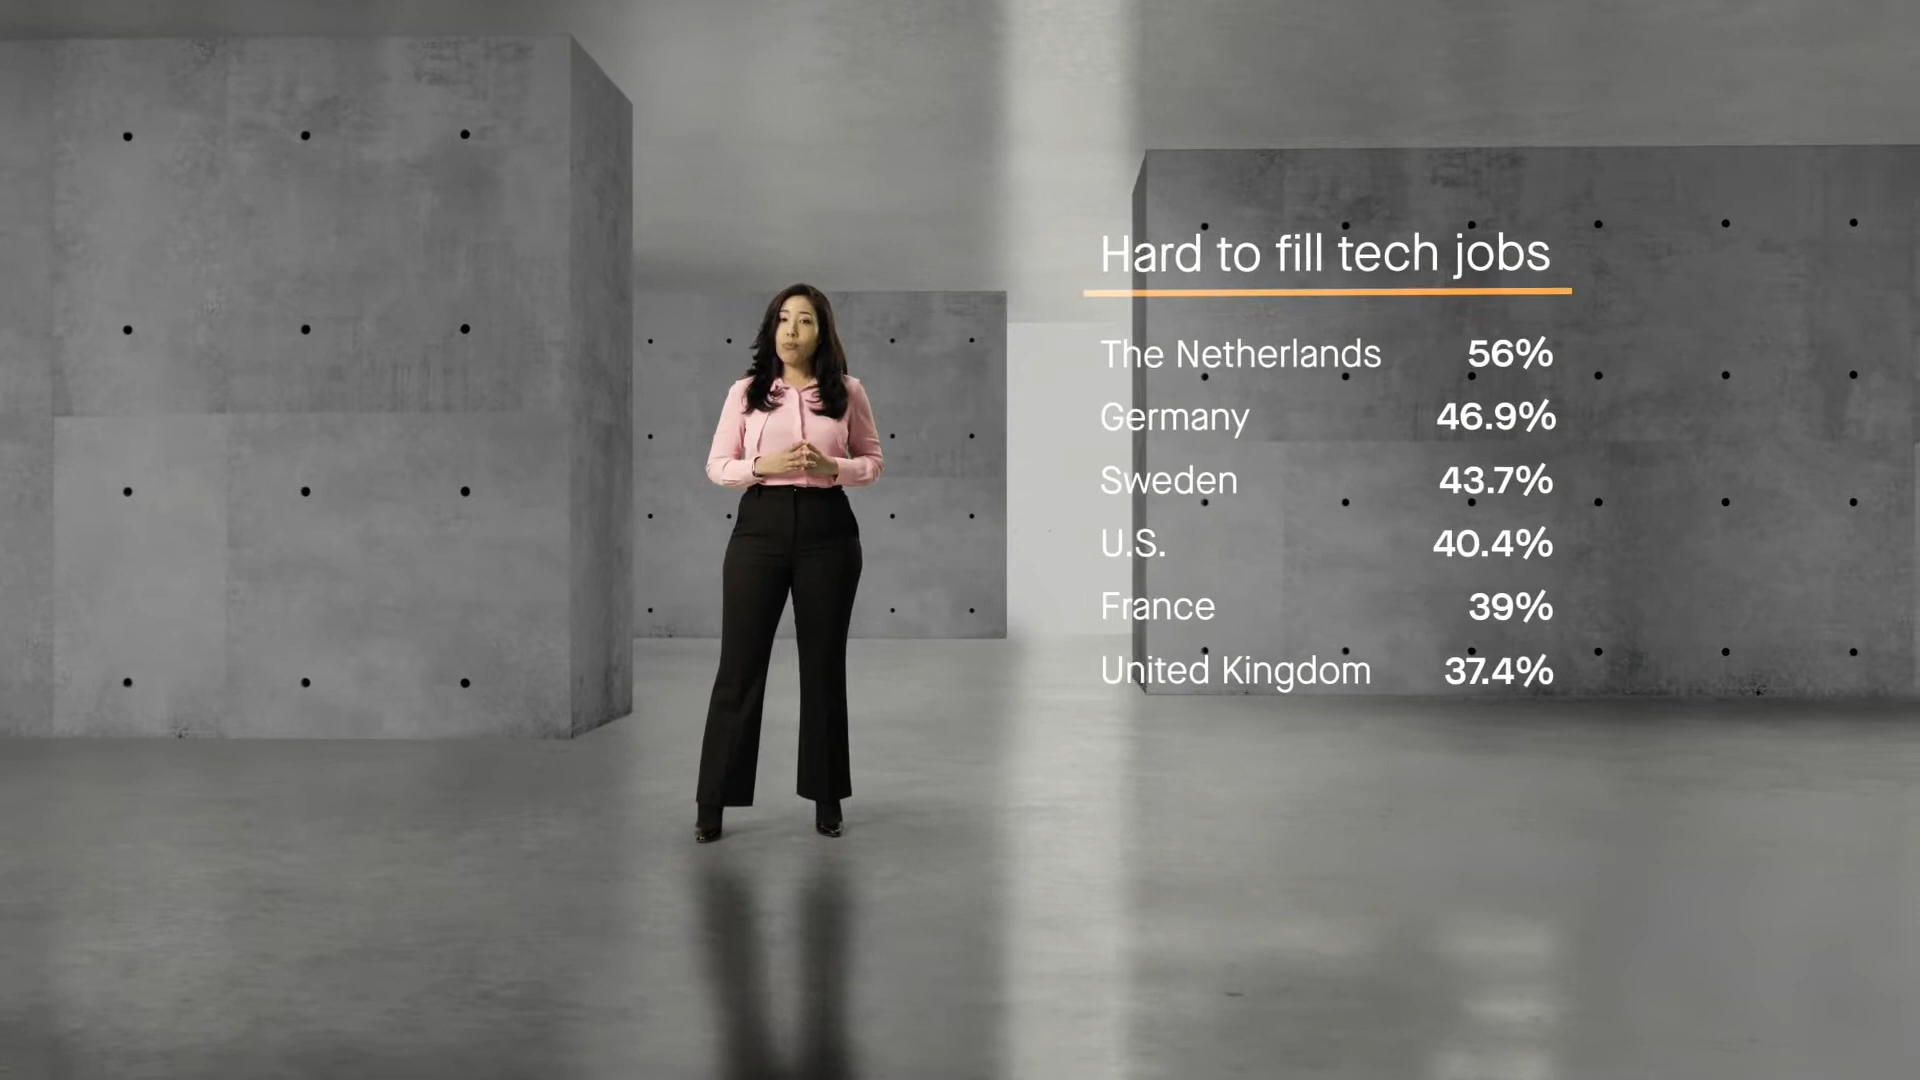 Hard to fill tech jobs
The Netherlands 56%
Germany 46.9%
Sweden 43.7%
U.S. 40.4%
France 39%
United Kingdom 37.4%